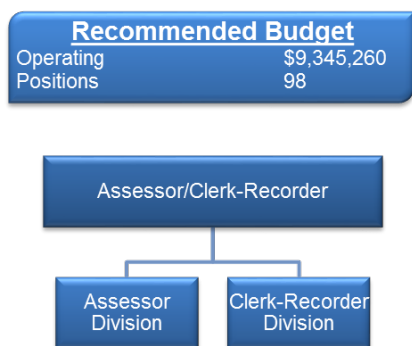 Recommended Budget
Operating $9,345,260
Positions 98
Assessor/Clerk-Recorder
Assessor Division
Clerk-Recorder Division